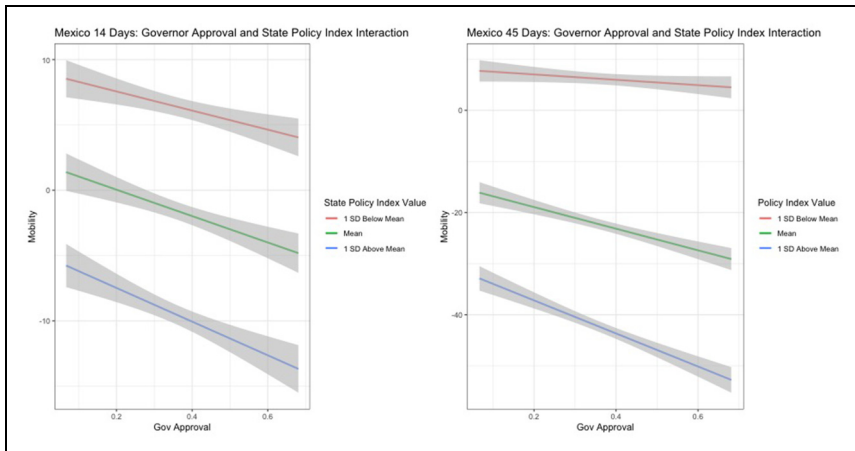 Mexico 14 Days: Governor Approval and State Policy Index Interaction
10
0
-10
Mobility
0.2
0.4
0.6
Gov Approval
State Policy Index Value
1 SD Below Mean
Mean
1 SD Above Mean
Mexico 45 Days: Governor Approval and State Policy Index Interaction
0
-20
-40
Mobility
0.2
0.4
0.6
Gov Approval
Policy Index Value
1 SD Below Mean
Mean
1 SD Above Mean